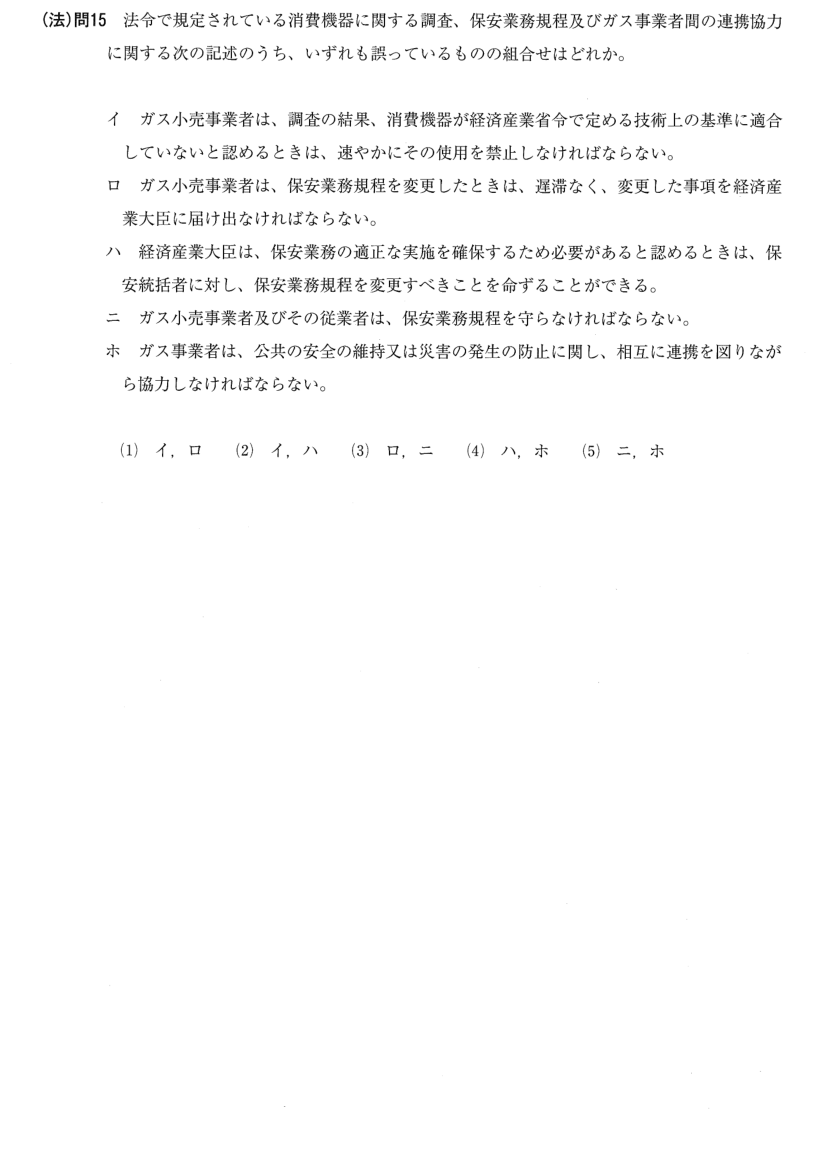 (法)問15　法令で規定されている消費機器に関する調査、保安業務規程及びガス事業者間の連携協力
に関する次の記述のうち、いずれも誤っているものの組合せはどれか。
イ　ガス小売事業者は、調査の結果、消費機器が経済産業省令で定める技術上の基準に適合
していないと認めるときは、速やかにその使用を禁止しなければならない。
ロ　ガス小売事業者は、保安業務規程を変更したときは、遅滞なく、変更した事項を経済産
業大臣に届け出なければならない。
ハ　経済産業大臣は、保安業務の適正な実施を確保するため必要があると認めるときは、保
安統括者に対し、保安業務規程を変更すべきことを命ずることができる。
ニ　ガス小売事業者及びその従業者は、保安業務規程を守らなければならない。
ホ　ガス事業者は、公共の安全の維持又は災害の発生の防止に関し、相互に連携を図りなが
ら協力しなければならない。
(1)　イ，ロ　(2)　イ，ハ　(3)　ロ，ニ　(4)　ハ，ホ　(5)　ニ，ホ